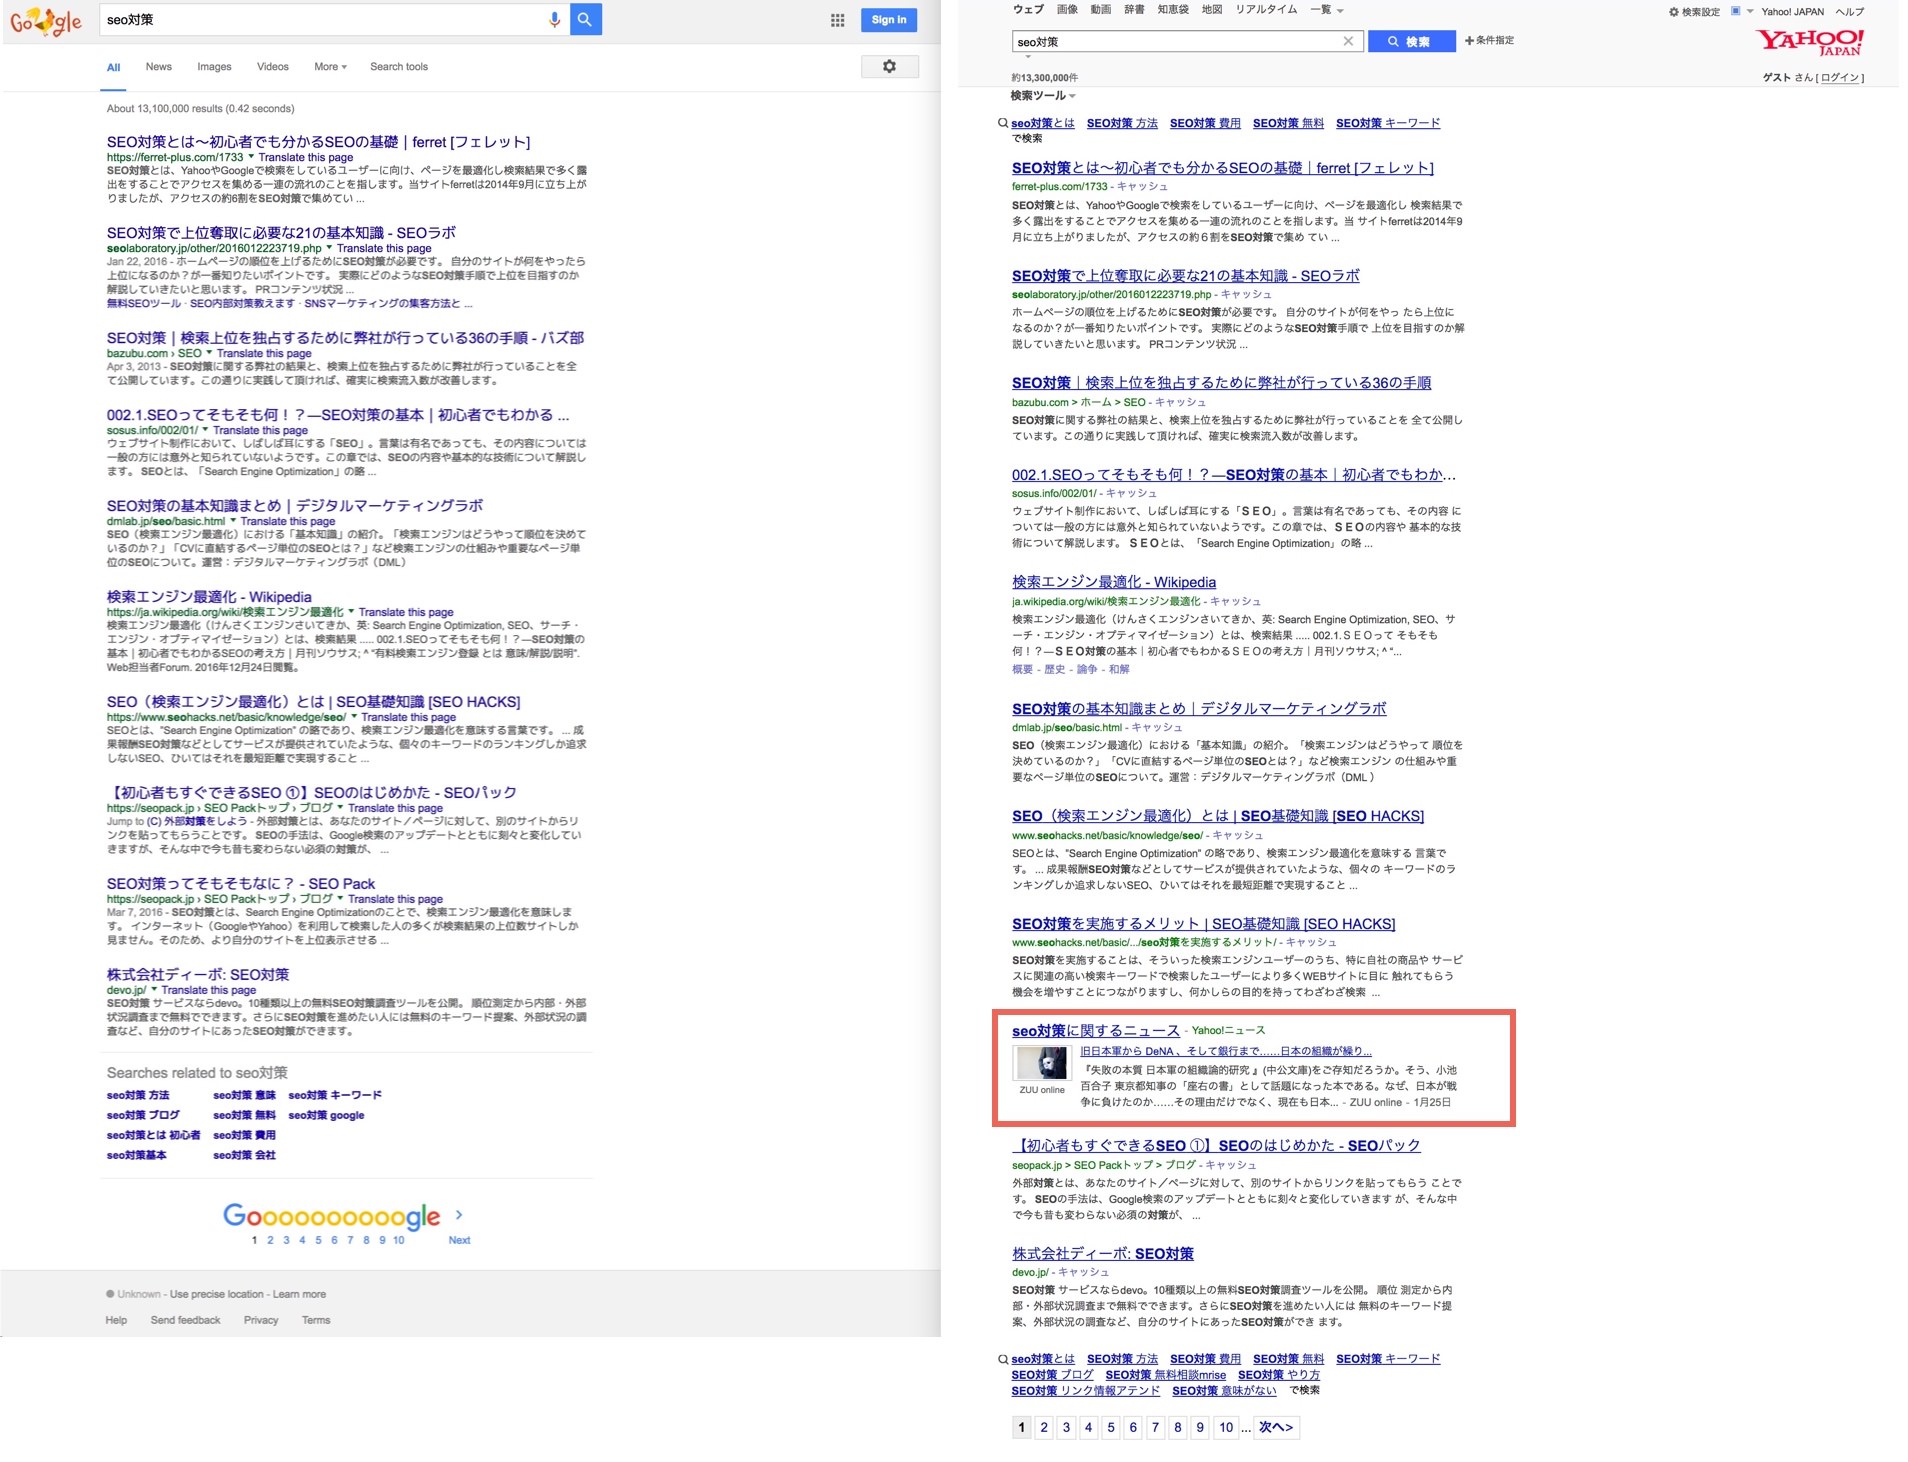 Google
seo対策
Sign in
All News Images Videos More Search tools
About 13,100,000 results (0.42 seconds)
SEO対策とは〜初心者でも分かるSEOの基礎｜ferret [フェレット]
https://ferret-plus.com/1733 Translate this page
SEO対策とは、YahooやGoogleで検索をしているユーザーに向け、ページを最適化し検索結果で多く露
出をすることでアクセスを集める一連の流れのことを指します。当サイトferretは2014年9月に立ち上が
りましたが、アクセスの約6割をSEO対策で集めてい ...
SEO対策で上位奪取に必要な21の基本知識 - SEOラボ
seolaboratory.jp/other/2016012223719.php Translate this page
Jan 22, 2016 - ホームページの順位を上げるためにSEO対策が必要です。 自分のサイトが何をやったら
上位になるのか？が一番知りたいポイントです。 実際にどのようなSEO対策手順で上位を目指すのか
解説していきたいと思います。 PRコンテンツ状況 ...
無料SEOツール · SEO内部対策教えます · SNSマーケティングの集客方法と ...
SEO対策｜検索上位を独占するために弊社が行っている36の手順 - バズ部
bazubu.com › SEO Translate this page
Apr 3, 2013 - SEO対策に関する弊社の結果と、検索上位を独占するために弊社が行っていることを全
て公開しています。この通りに実践して頂ければ、確実に検索流入数が改善します。
002.1.SEOってそもそも何！？―SEO対策の基本｜初心者でもわかる ...
sosus.info/002/01/ Translate this page
ウェブサイト制作において、しばしば耳にする「SEO」。言葉は有名であっても、その内容については
一般の方には意外と知られていないようです。この章では、SEOの内容や基本的な技術について解説し
ます。 SEOとは、「Search Engine Optimization」の略 ...
SEO対策の基本知識まとめ｜デジタルマーケティングラボ
dmlab.jp/seo/basic.html Translate this page
SEO（検索エンジン最適化）における「基本知識」の紹介。「検索エンジンはどうやって順位を決めて
いるのか？」「CVに直結するページ単位のSEOとは？」など検索エンジンの仕組みや重要なページ単
位のSEOについて。運営：デジタルマーケティングラボ（DML）
検索エンジン最適化 - Wikipedia
https://ja.wikipedia.org/wiki/検索エンジン最適化 Translate this page
検索エンジン最適化（けんさくエンジンさいてきか、英: Search Engine Optimization, SEO、サーチ・
エンジン・オプティマイゼーション）とは、検索結果 ..... 002.1.SEOってそもそも何！？―SEO対策の
基本｜初心者でもわかるSEOの考え方｜月刊ソウサス; ^ "有料検索エンジン登録 とは 意味/解説/説明".
Web担当者Forum. 2016年12月24日閲覧。
SEO（検索エンジン最適化）とは | SEO基礎知識 [SEO HACKS]
https://www.seohacks.net/basic/knowledge/seo/ Translate this page
SEOとは、"Search Engine Optimization" の略であり、検索エンジン最適化を意味する言葉です。 ... 成
果報酬SEO対策などとしてサービスが提供されていたような、個々のキーワードのランキングしか追求
しないSEO、ひいてはそれを最短距離で実現すること ...
【初心者もすぐできるSEO ①】SEOのはじめかた - SEOパック
https://seopack.jp › SEO Packトップ › ブログ Translate this page
Jump to (C) 外部対策をしよう - 外部対策とは、あなたのサイト／ページに対して、別のサイトからリ
ンクを貼ってもらうことです。 SEOの手法は、Google検索のアップデートとともに刻々と変化してい
きますが、そんな中で今も昔も変わらない必須の対策が、 ...
SEO対策ってそもそもなに？ - SEO Pack
https://seopack.jp › SEO Packトップ › ブログ Translate this page
Mar 7, 2016 - SEO対策とは、Search Engine Optimizationのことで、検索エンジン最適化を意味しま
す。 インターネット（GoogleやYahoo）を利用して検索した人の多くが検索結果の上位数サイトしか
見ません。そのため、より自分のサイトを上位表示させる ...
株式会社ディーボ: SEO対策
devo.jp/ Translate this page
SEO対策 サービスならdevo。10種類以上の無料SEO対策調査ツールを公開。 順位測定から内部・外部
状況調査まで無料でできます。さらにSEO対策を進めたい人には無料のキーワード提案、外部状況の調
査など、自分のサイトにあったSEO対策ができます。
Searches related to seo対策
seo対策 方法 seo対策 意味 seo対策 キーワード
seo対策 ブログ seo対策 無料 seo対策 google
seo対策とは 初心者 seo対策 費用
seo対策基本 seo対策 会社
Goooooooooogle >
1 2 3 4 5 6 7 8 9 10 Next
Unknown - Use precise location - Learn more
Help Send feedback Privacy Terms
ウェブ 画像 動画 辞書 知恵袋 地図 リアルタイム 一覧
検索設定 Yahoo! JAPAN ヘルプ
seo対策 × 検索 +条件指定
YAHOO! JAPAN
約13,300,000件
ゲスト さん [ ログイン ]
検索ツール
seo対策とは SEO対策 方法 SEO対策 費用 SEO対策 無料 SEO対策 キーワード
で検索
SEO対策とは〜初心者でも分かるSEOの基礎｜ferret [フェレット]
ferret-plus.com/1733 - キャッシュ
SEO対策とは、YahooやGoogleで検索をしているユーザーに向け、ページを最適化し 検索結果で
多く露出をすることでアクセスを集める一連の流れのことを指します。当 サイトferretは2014年9
月に立ち上がりましたが、アクセスの約６割をSEO対策で集め てい ...
SEO対策で上位奪取に必要な21の基本知識 - SEOラボ
seolaboratory.jp/other/2016012223719.php - キャッシュ
ホームページの順位を上げるためにSEO対策が必要です。 自分のサイトが何をやっ たら上位に
なるのか？が一番知りたいポイントです。 実際にどのようなSEO対策手順で 上位を目指すのか解
説していきたいと思います。 PRコンテンツ状況 ...
SEO対策｜検索上位を独占するために弊社が行っている36の手順
bazubu.com > ホーム > SEO - キャッシュ
SEO対策に関する弊社の結果と、検索上位を独占するために弊社が行っていることを 全て公開し
ています。この通りに実践して頂ければ、確実に検索流入数が改善します。
002.1.SEOってそもそも何！？―SEO対策の基本｜初心者でもわか...
sosus.info/002/01/ - キャッシュ
ウェブサイト制作において、しばしば耳にする「ＳＥＯ」。言葉は有名であっても、その内容 に
ついては一般の方には意外と知られていないようです。この章では、ＳＥＯの内容や 基本的な技
術について解説します。 ＳＥＯとは、「Search Engine Optimization」の略 ...
検索エンジン最適化 - Wikipedia
ja.wikipedia.org/wiki/検索エンジン最適化 - キャッシュ
検索エンジン最適化（けんさくエンジンさいてきか、英: Search Engine Optimization, SEO、サ
ーチ・エンジン・オプティマイゼーション）とは、検索結果 ..... 002.1.ＳＥＯって そもそも
何！？―ＳＥＯ対策の基本｜初心者でもわかるＳＥＯの考え方｜月刊ソウサス; ^ “...
概要 - 歴史 - 論争 - 和解
SEO対策の基本知識まとめ｜デジタルマーケティングラボ
dmlab.jp/seo/basic.html - キャッシュ
SEO（検索エンジン最適化）における「基本知識」の紹介。「検索エンジンはどうやって 順位を
決めているのか？」「CVに直結するページ単位のSEOとは？」など検索エンジン の仕組みや重
要なページ単位のSEOについて。運営：デジタルマーケティングラボ（DML ）
SEO（検索エンジン最適化）とは | SEO基礎知識 [SEO HACKS]
www.seohacks.net/basic/knowledge/seo/ - キャッシュ
SEOとは、"Search Engine Optimization" の略であり、検索エンジン最適化を意味する 言葉で
す。 ... 成果報酬SEO対策などとしてサービスが提供されていたような、個々の キーワードのラ
ンキングしか追求しないSEO、ひいてはそれを最短距離で実現すること ...
SEO対策を実施するメリット | SEO基礎知識 [SEO HACKS]
www.seohacks.net/basic/.../seo対策を実施するメリット/ - キャッシュ
SEO対策を実施することは、そういった検索エンジンユーザーのうち、特に自社の商品や サービ
スに関連の高い検索キーワードで検索したユーザーにより多くWEBサイトに目に 触れてもらう
機会を増やすことにつながりますし、何かしらの目的を持ってわざわざ検索 ...
seo対策に関するニュース - Yahoo!ニュース
旧日本軍から DeNA 、そして銀行まで……日本の組織が繰り...
『失敗の本質 日本軍の組織論的研究 』(中公文庫)をご存知だろうか。そう、小池
ZUU online
百合子 東京都知事の「座右の書」として話題になった本である。なぜ、日本が戦
争に負けたのか……その理由だけでなく、現在も日本... - ZUU online - 1月25日
【初心者もすぐできるSEO ①】SEOのはじめかた - SEOパック
seopack.jp > SEO Packトップ > ブログ - キャッシュ
外部対策とは、あなたのサイト／ページに対して、別のサイトからリンクを貼ってもらう ことで
す。 SEOの手法は、Google検索のアップデートとともに刻々と変化していきます が、そんな中
で今も昔も変わらない必須の対策が、 ...
株式会社ディーボ: SEO対策
devo.jp/ - キャッシュ
SEO対策 サービスならdevo。10種類以上の無料SEO対策調査ツールを公開。 順位 測定から内
部・外部状況調査まで無料でできます。さらにSEO対策を進めたい人には 無料のキーワード提
案、外部状況の調査など、自分のサイトにあったSEO対策ができ ます。
seo対策とは SEO対策 方法 SEO対策 費用 SEO対策 無料 SEO対策 キーワード
SEO対策 ブログ SEO対策 無料相談mrise SEO対策 やり方
SEO対策 リンク情報アテンド SEO対策 意味がない で検索
1 2 3 4 5 6 7 8 9 10 ... 次へ>